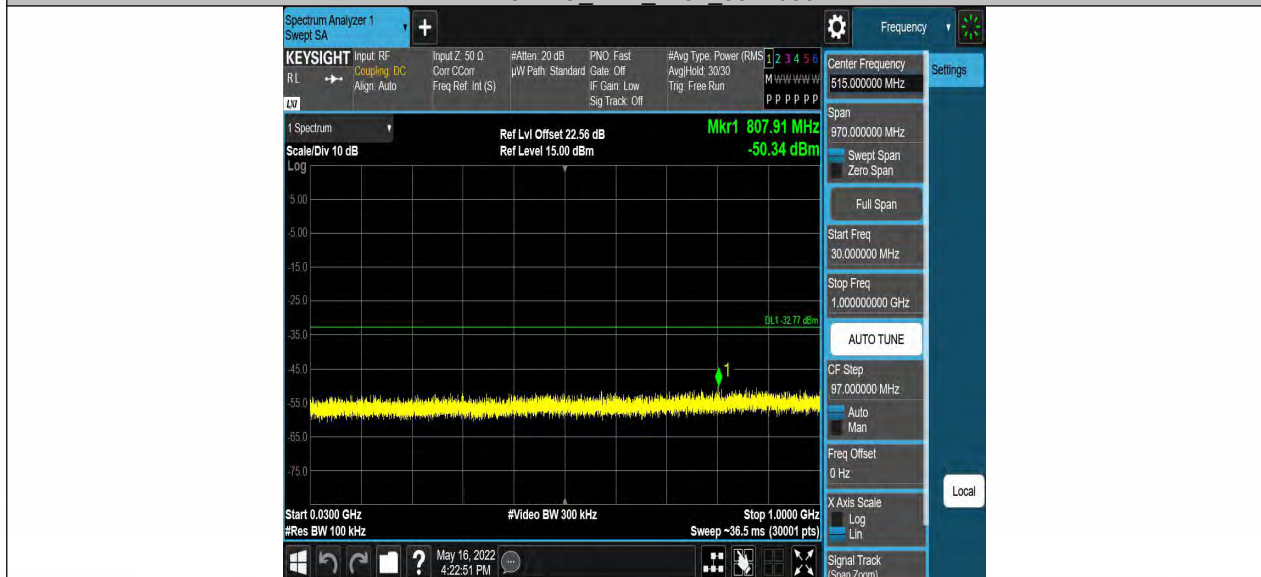 Spectrum Analyzer 1
Swept SA
+
Frequency
KEYSIGHT
RL
LXI
Input: RF
Coupling: DC
Align: Auto
Input Z: 50 Ω
Corr CCorr
Freq Ref: Int (S)
#Atten: 20 dB
µW Path: Standard
PNO: Fast
Gate: Off
IF Gain: Low
Sig Track: Off
#Avg Type: Power (RMS
Avg|Hold: 30/30
Trig: Free Run
1 2 3 4 5 6
M W W W W W
P P P P P P
1 Spectrum
Scale/Div 10 dB
Log
Ref Lvl Offset 22.56 dB
Ref Level 15.00 dBm
Mkr1 807.91 MHz
-50.34 dBm
5.00
-5.00
-15.0
-25.0
DL1 -32.77 dBm
-35.0
-45.0
1
-55.0
-65.0
-75.0
Start 0.0300 GHz
#Res BW 100 kHz
#Video BW 300 kHz
Stop 1.0000 GHz
Sweep ~36.5 ms (30001 pts)
?
May 16, 2022
4:22:51 PM
Center Frequency
515.000000 MHz
Settings
Span
970.000000 MHz
Swept Span
Zero Span
Full Span
Start Freq
30.000000 MHz
Stop Freq
1.000000000 GHz
AUTO TUNE
CF Step
97.000000 MHz
Auto
Man
Freq Offset
0 Hz
X Axis Scale
Log
Lin
Local
Signal Track
(Span Zoom)